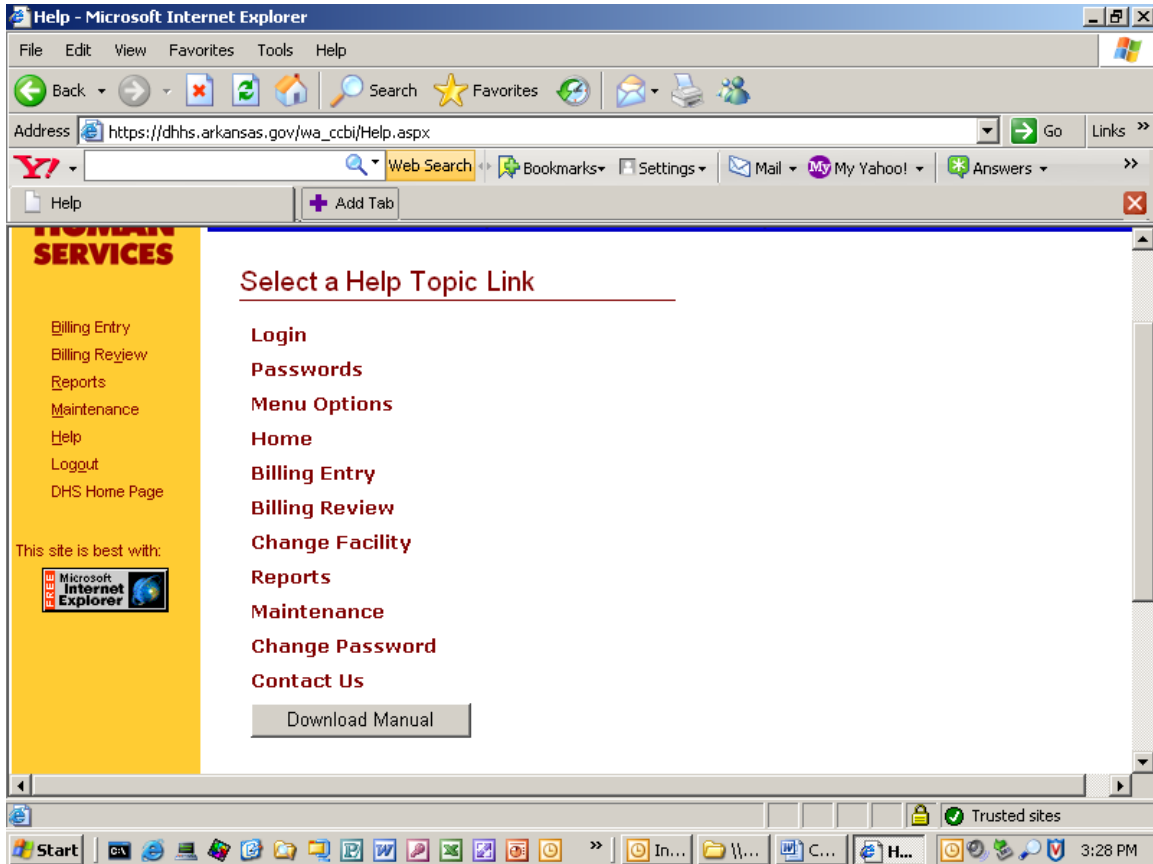 Help - Microsoft Internet Explorer
File Edit View Favorites Tools Help
Back Search Favorites
Address https://dhhs.arkansas.gov/wa_ccbi/Help.aspx Go Links »
Y! Web Search Bookmarks Settings Mail My My Yahoo! Answers »
Help Add Tab
HUMAN
SERVICES
Billing Entry
Billing Review
Reports
Maintenance
Help
Logout
DHS Home Page
This site is best with:
FREE Microsoft
Internet
Explorer
Select a Help Topic Link
Login
Passwords
Menu Options
Home
Billing Entry
Billing Review
Change Facility
Reports
Maintenance
Change Password
Contact Us
Download Manual
Trusted sites
Start » In... \\... C... H... 3:28 PM